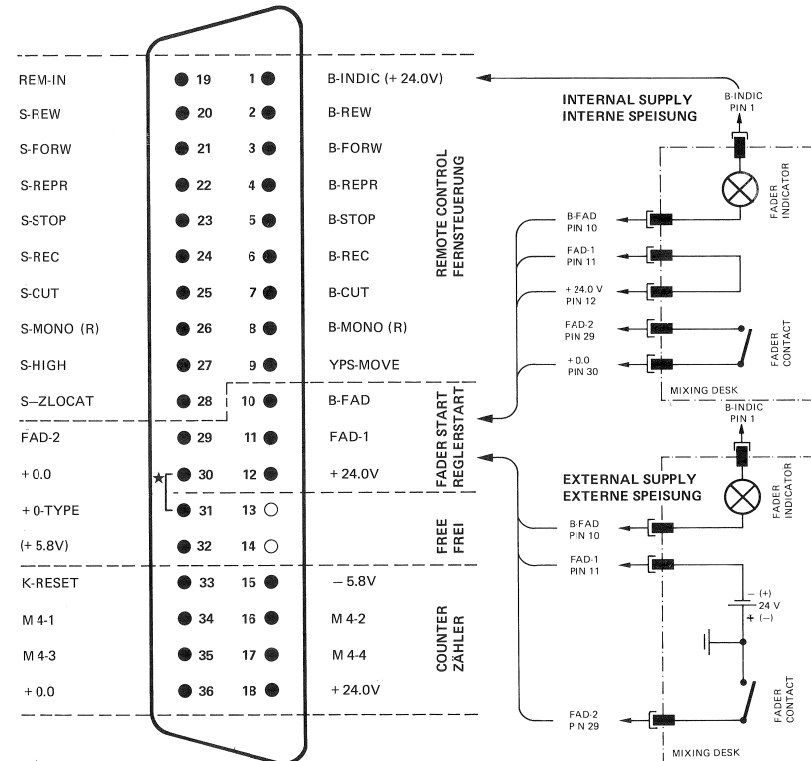 REM-IN 19 1 B-INDIC (+ 24.0V)
S-REW 20 2 B-REW
S-FORW 21 3 B-FORW
S-REPR 22 4 B-REPR
S-STOP 23 5 B-STOP
S-REC 24 6 B-REC
S-CUT 25 7 B-CUT
S-MONO (R) 26 8 B-MONO (R)
S-HIGH 27 9 YPS-MOVE
S–ZLOCAT 28 10 B-FAD
FAD-2 29 11 FAD-1
+ 0.0 30 12 + 24.0V
+ 0-TYPE 31 13
(+ 5.8V) 32 14
K-RESET 33 15 – 5.8V
M 4-1 34 16 M 4-2
M 4-3 35 17 M 4-4
+ 0.0 36 18 + 24.0V
★
REMOTE CONTROL
FERNSTEUERUNG
FADER START
REGLERSTART
FREE
FREI
COUNTER
ZÄHLER
INTERNAL SUPPLY
INTERNE SPEISUNG
B-INDIC
PIN 1
FADER
INDICATOR
B-FAD
PIN 10
FAD-1
PIN 11
+ 24.0 V
PIN 12
FAD-2
PIN 29
+ 0.0
PIN 30
FADER
CONTACT
MIXING DESK
EXTERNAL SUPPLY
EXTERNE SPEISUNG
B-INDIC
PIN 1
FADER
INDICATOR
B-FAD
PIN 10
FAD-1
PIN 11
– (+)
24 V
+ (–)
FAD-2
P N 29
FADER
CONTACT
MIXING DESK